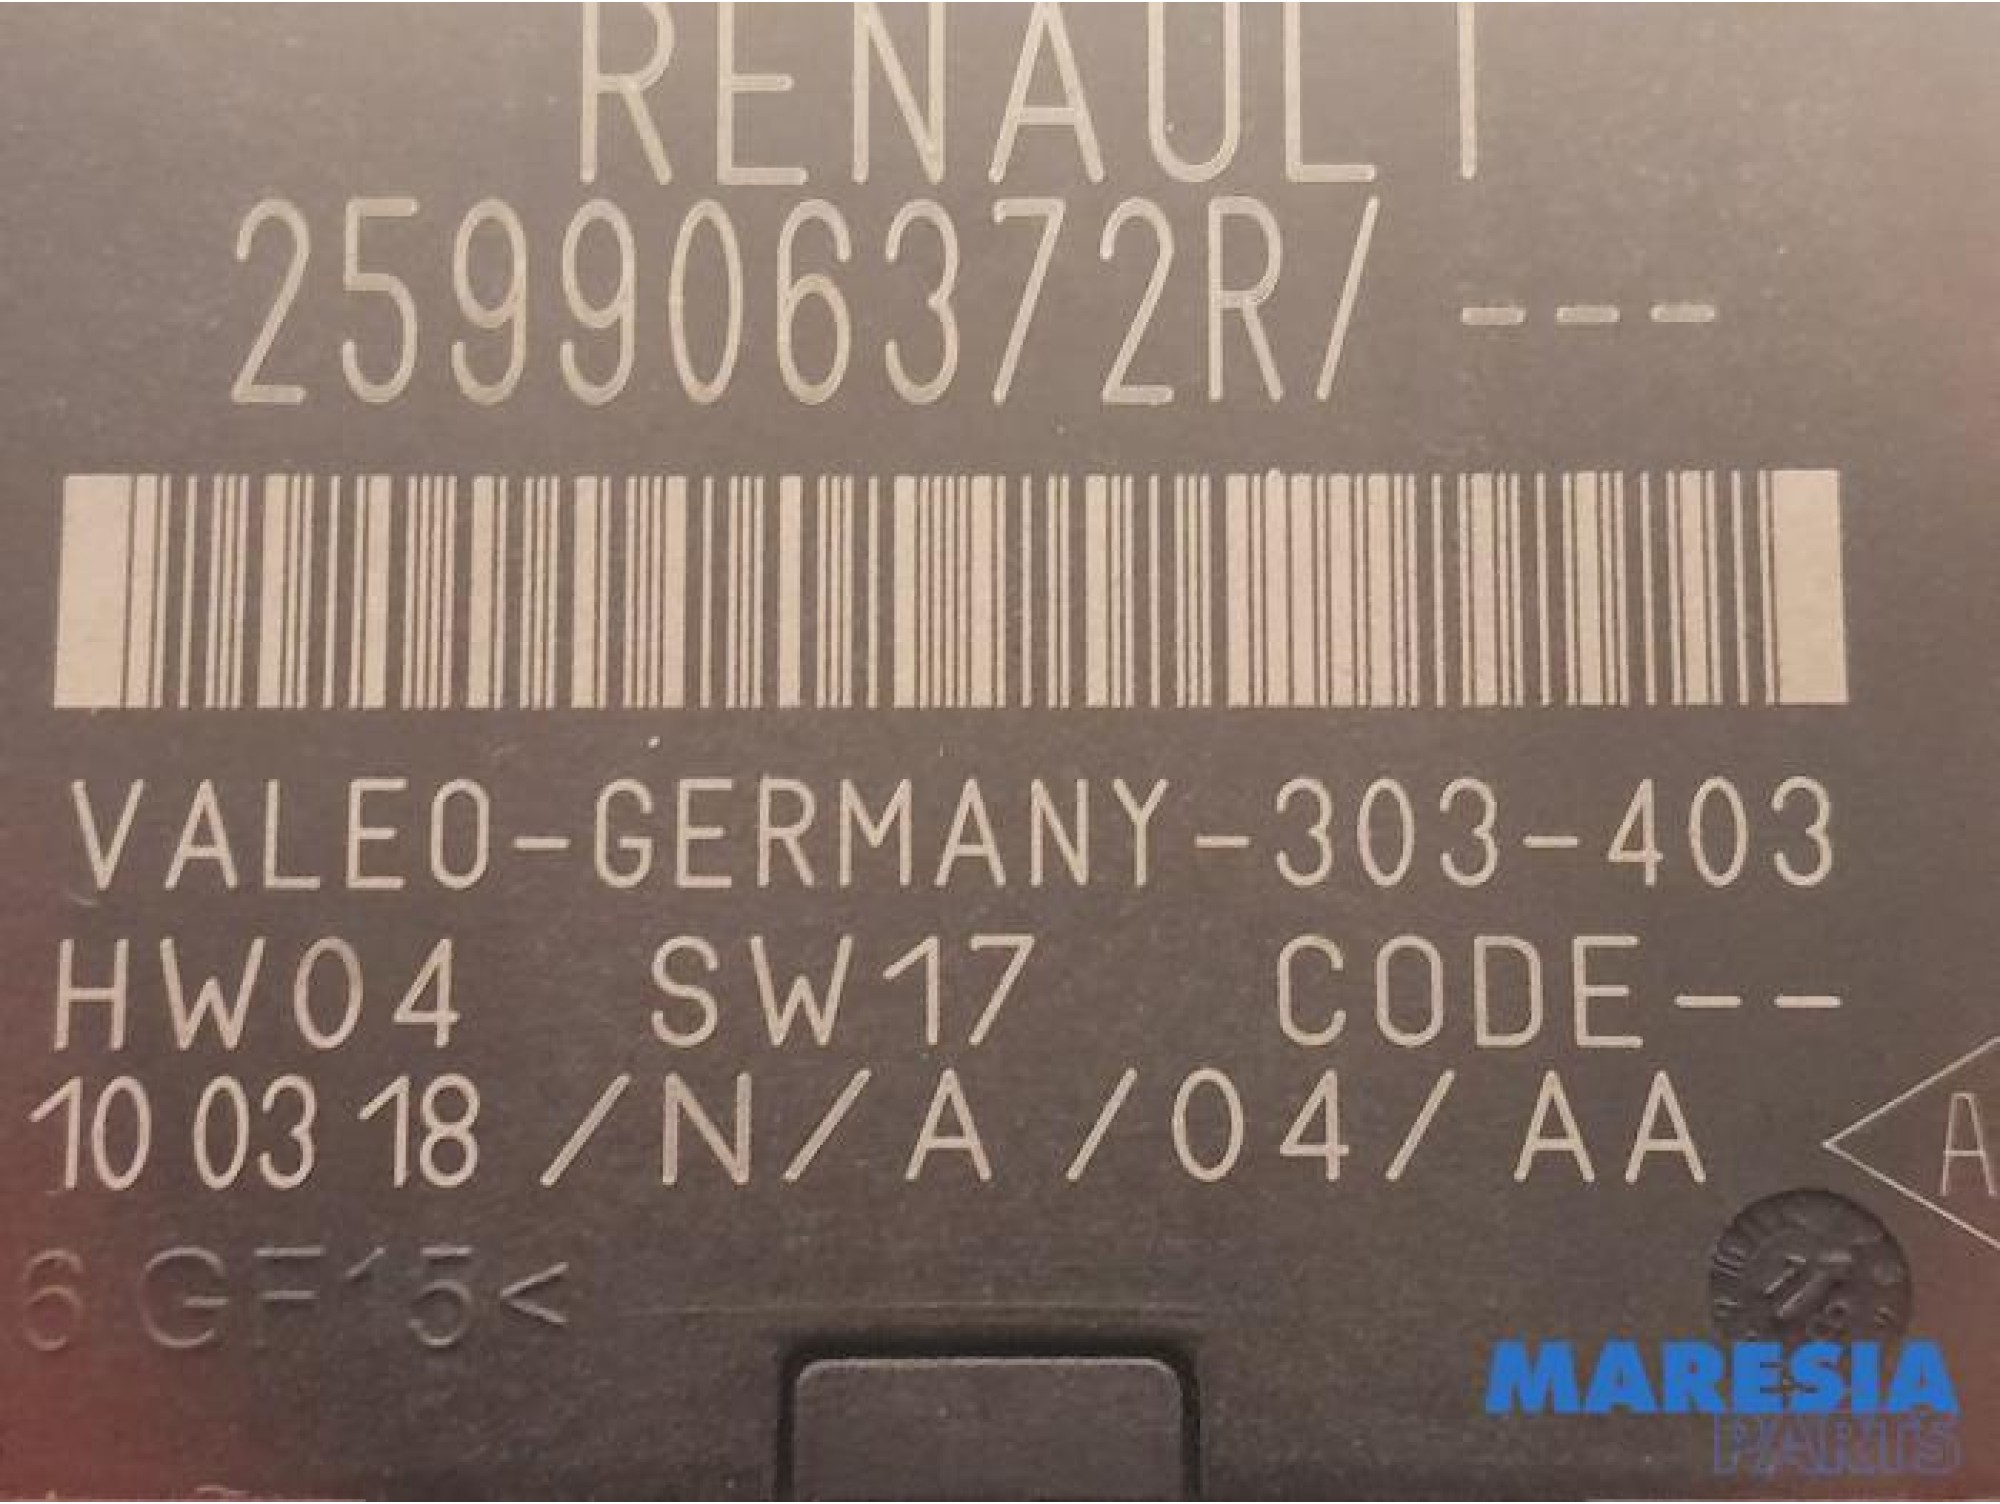 RENAULT
259906372R/ ---
VALEO-GERMANY-303-403
HW04 SW17 CODE--
10 03 18 /N/A /04/AA
A
6 GF15<
MARESIA
PARTS